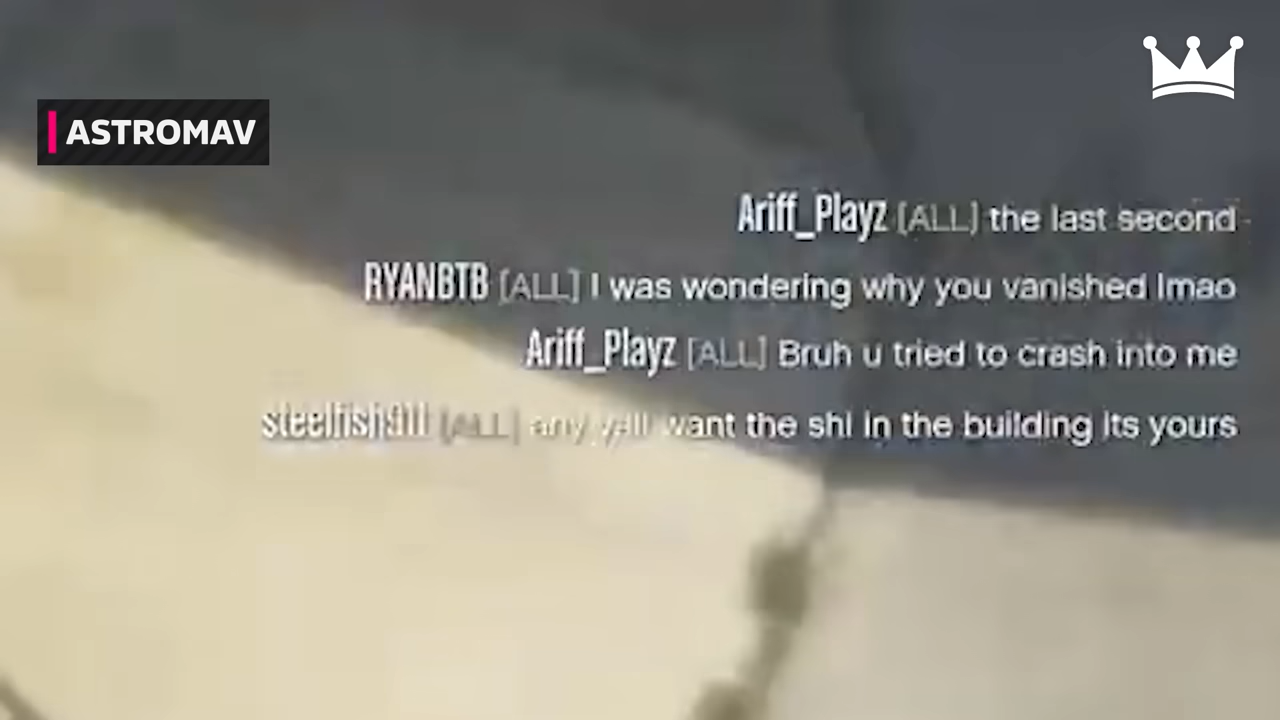 ASTROMAV
Ariff_Playz [ALL] the last second
RYANBTB [ALL] I was wondering why you vanished lmao
Ariff_Playz [ALL] Bruh u tried to crash into me
steelfish911 [ALL] any yall want the shi in the building its yours